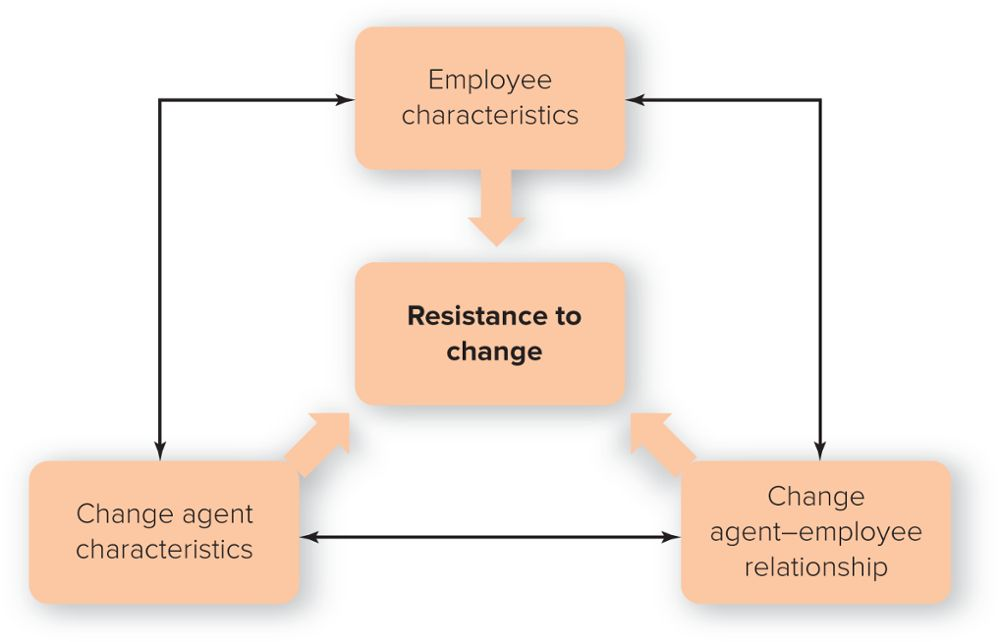 Employee
characteristics
Resistance to
change
Change agent
characteristics
Change
agent–employee
relationship